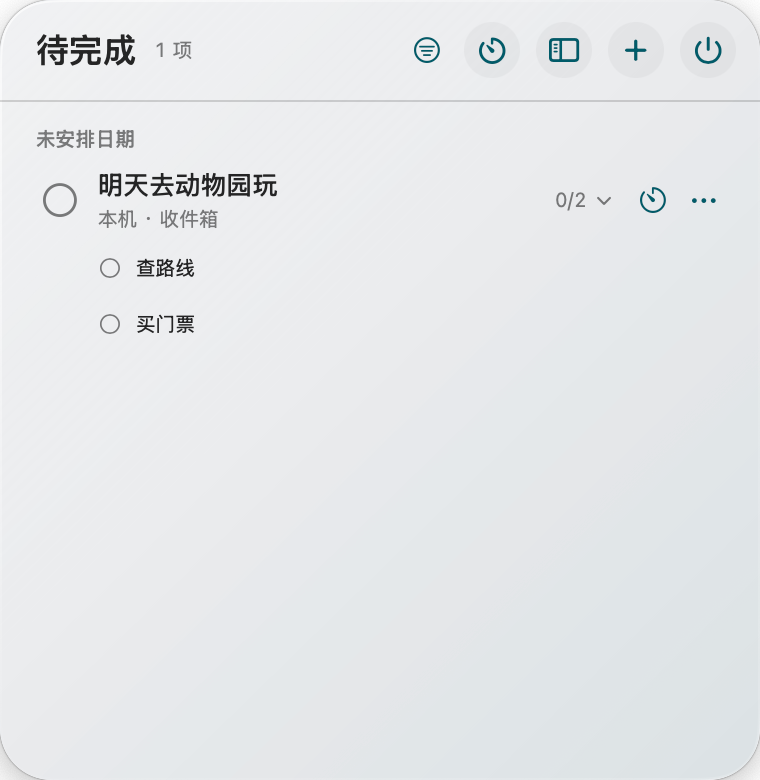 待完成 1 项
未安排日期
明天去动物园玩
0/2
本机 · 收件箱
查路线
买门票